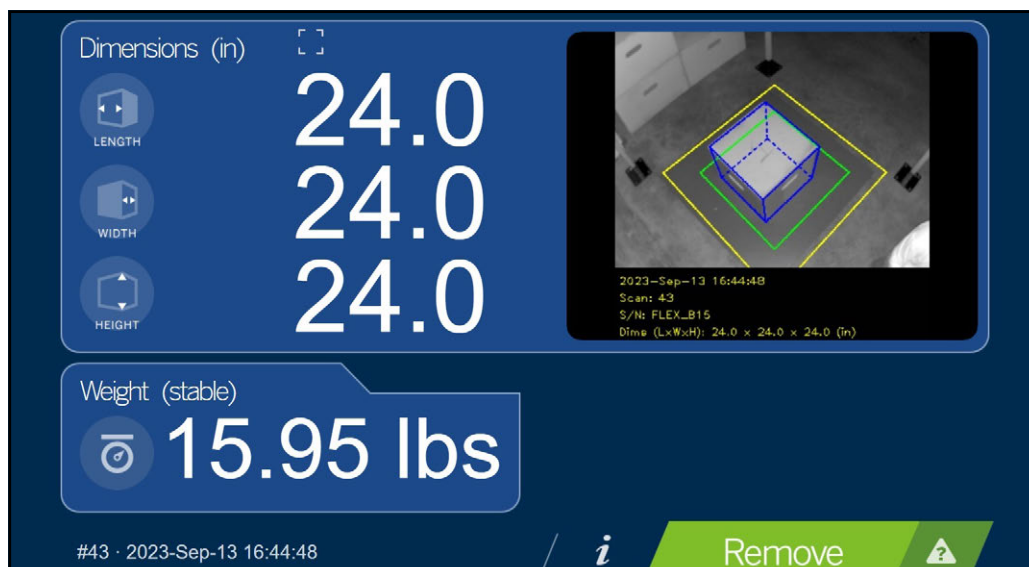 Dimensions (in)
LENGTH
24.0
WIDTH
24.0
HEIGHT
24.0
2023-Sep-13 16:44:48
Scan: 43
S/N: FLEX_B15
Dims (LxWxH): 24.0 x 24.0 x 24.0 (in)
Weight (stable)
15.95 lbs
#43 · 2023-Sep-13 16:44:48
i
Remove
?